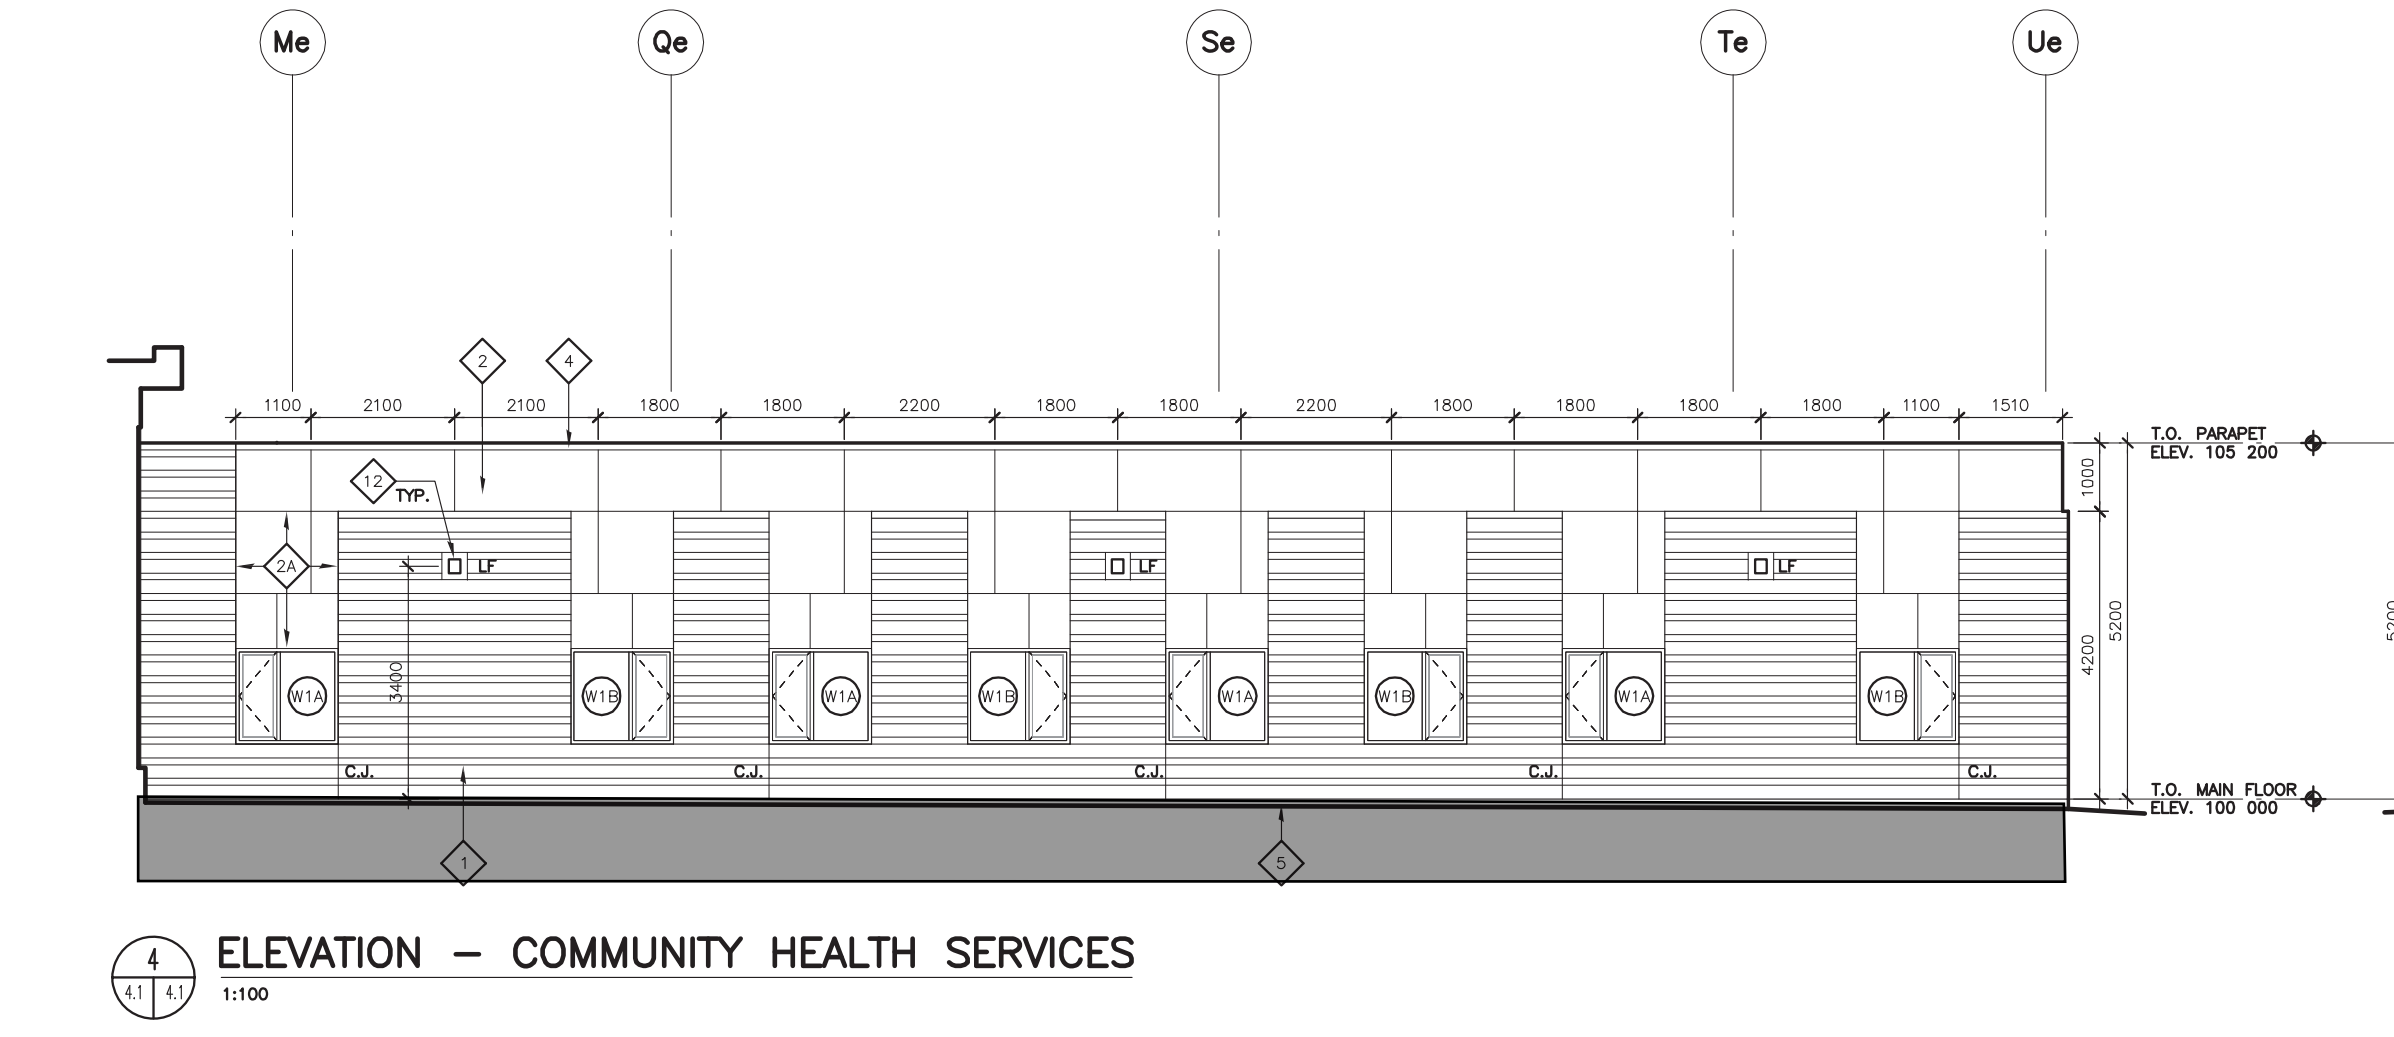 Me Qe Se Te Ue
2 4
1100 2100 2100 1800 1800 2200 1800 1800 2200 1800 1800 1800 1800 1100 1510
T.O. PARAPET
ELEV. 105 200
12
TYP.
1000
2A LF LF LF
5200
5200
4200
3400
W1A W1B W1A W1B W1A W1B W1A W1B
C.J. C.J. C.J. C.J. C.J.
T.O. MAIN FLOOR
ELEV. 100 000
1 5
4 ELEVATION - COMMUNITY HEALTH SERVICES
4.1 4.1 1:100